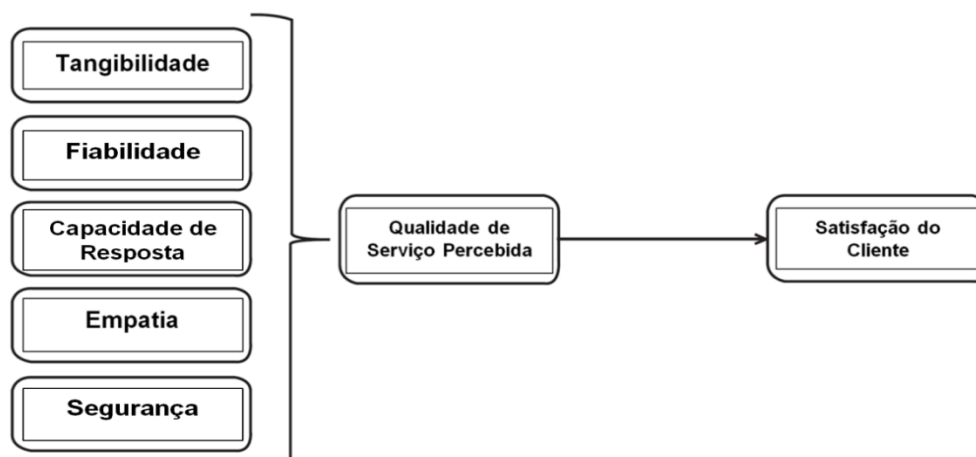 Tangibilidade
Fiabilidade
Capacidade de
Resposta
Empatia
Segurança
Qualidade de
Serviço Percebida
Satisfação do
Cliente